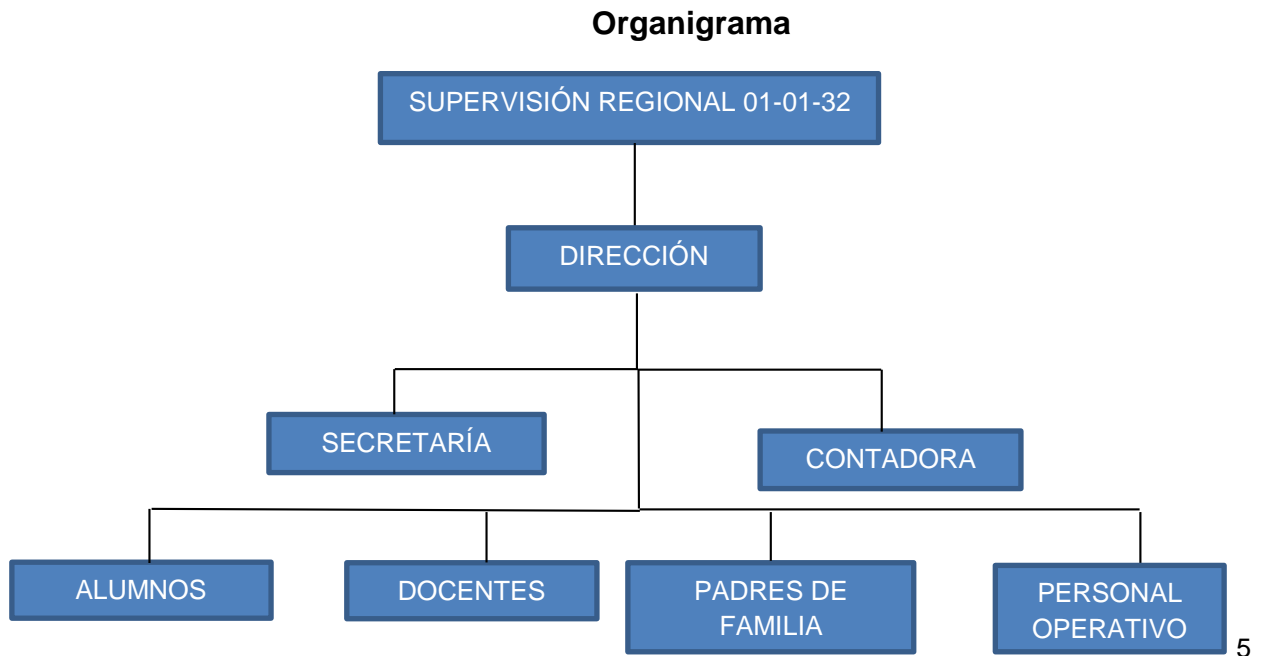 Organigrama
SUPERVISIÓN REGIONAL 01-01-32
DIRECCIÓN
SECRETARÍA
CONTADORA
ALUMNOS
DOCENTES
PADRES DE
FAMILIA
PERSONAL
OPERATIVO
5